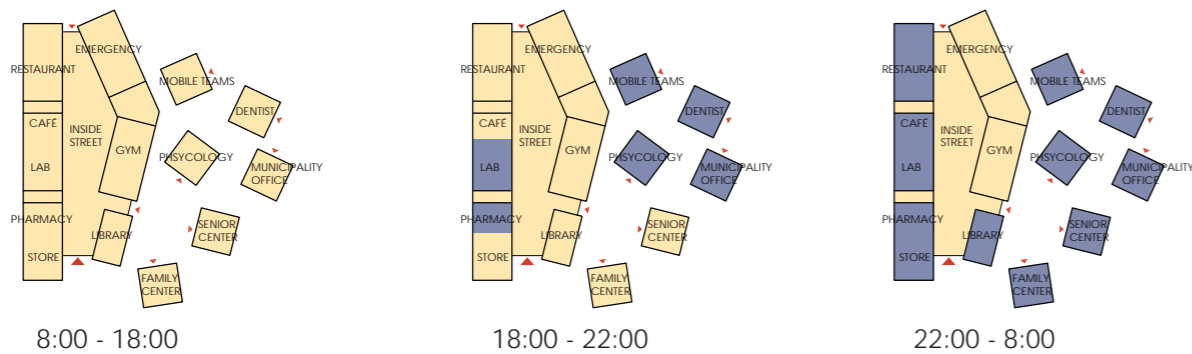 EMERGENCY
RESTAURANT
MOBILE TEAMS
DENTIST
CAFÉ
INSIDE
STREET
GYM
LAB
PHSYCOLOGY
MUNICIPALITY
OFFICE
PHARMACY
LIBRARY
SENIOR
CENTER
STORE
FAMILY
CENTER
8:00 - 18:00
EMERGENCY
RESTAURANT
MOBILE TEAMS
DENTIST
CAFÉ
INSIDE
STREET
GYM
LAB
PHSYCOLOGY
MUNICIPALITY
OFFICE
PHARMACY
LIBRARY
SENIOR
CENTER
STORE
FAMILY
CENTER
18:00 - 22:00
EMERGENCY
RESTAURANT
MOBILE TEAMS
DENTIST
CAFÉ
INSIDE
STREET
GYM
LAB
PHSYCOLOGY
MUNICIPALITY
OFFICE
PHARMACY
LIBRARY
SENIOR
CENTER
STORE
FAMILY
CENTER
22:00 - 8:00